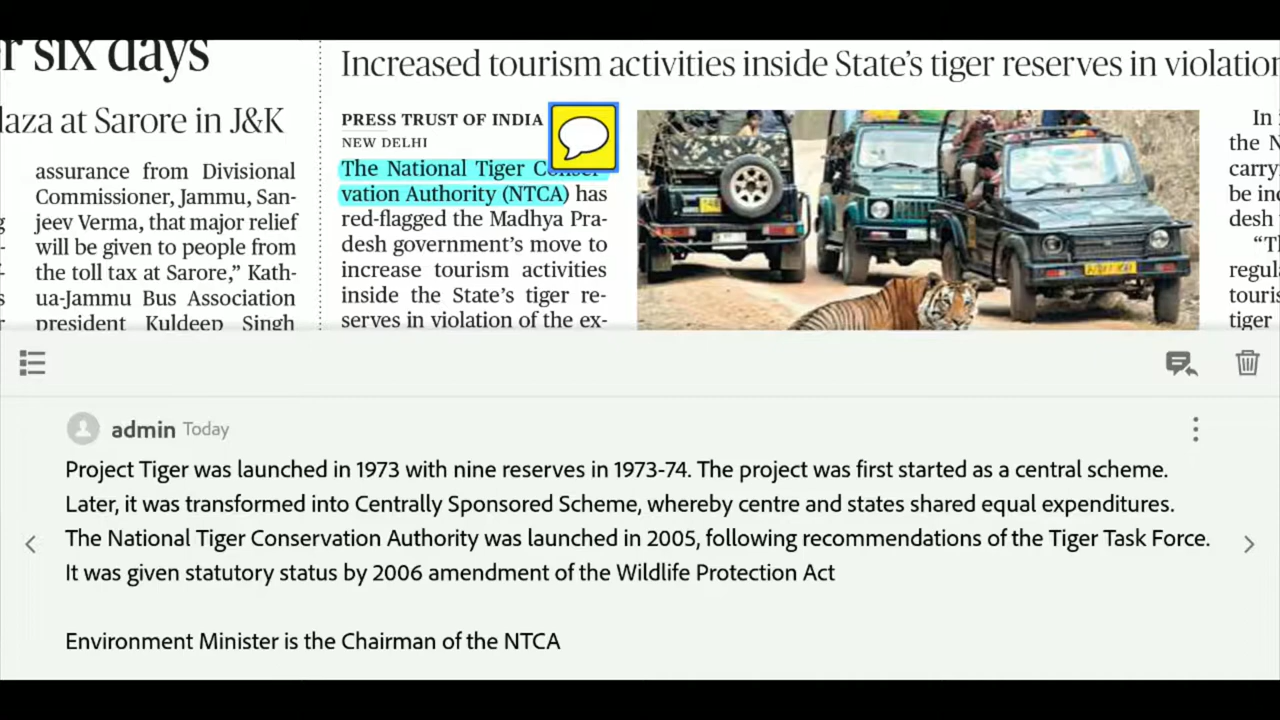 r six days
laza at Sarore in J&K
assurance from Divisional
Commissioner, Jammu, San-
jeev Verma, that major relief
will be given to people from
the toll tax at Sarore,” Kath-
ua-Jammu Bus Association
president Kuldeep Singh
Increased tourism activities inside State’s tiger reserves in violation
PRESS TRUST OF INDIA
NEW DELHI
The National Tiger Conser-
vation Authority (NTCA) has
red-flagged the Madhya Pra-
desh government’s move to
increase tourism activities
inside the State’s tiger re-
serves in violation of the ex-
In
the N
carry
be in
desh
“T
regul
touris
tiger
admin Today
Project Tiger was launched in 1973 with nine reserves in 1973-74. The project was first started as a central scheme.
Later, it was transformed into Centrally Sponsored Scheme, whereby centre and states shared equal expenditures.
The National Tiger Conservation Authority was launched in 2005, following recommendations of the Tiger Task Force.
It was given statutory status by 2006 amendment of the Wildlife Protection Act
Environment Minister is the Chairman of the NTCA